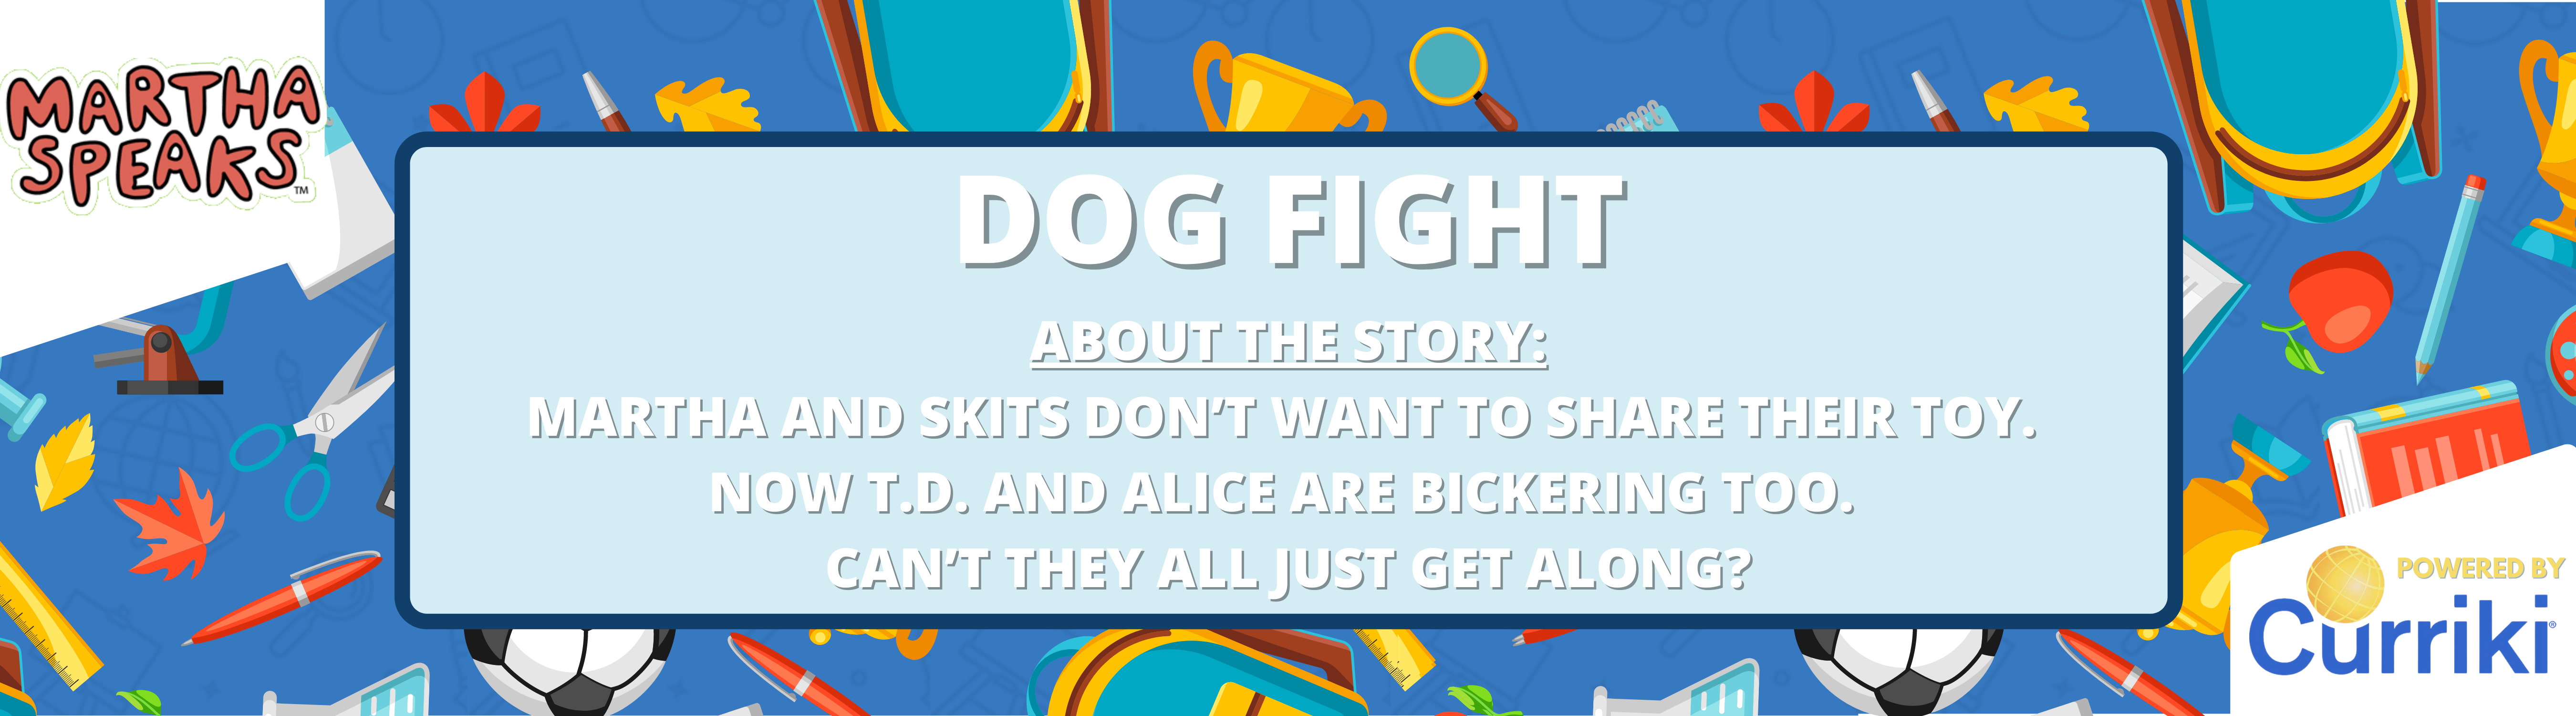 MARTHA
SPEAKS™
DOG FIGHT
ABOUT THE STORY:
MARTHA AND SKITS DON'T WANT TO SHARE THEIR TOY.
NOW T.D. AND ALICE ARE BICKERING TOO.
CAN'T THEY ALL JUST GET ALONG?
POWERED BY
Curriki®